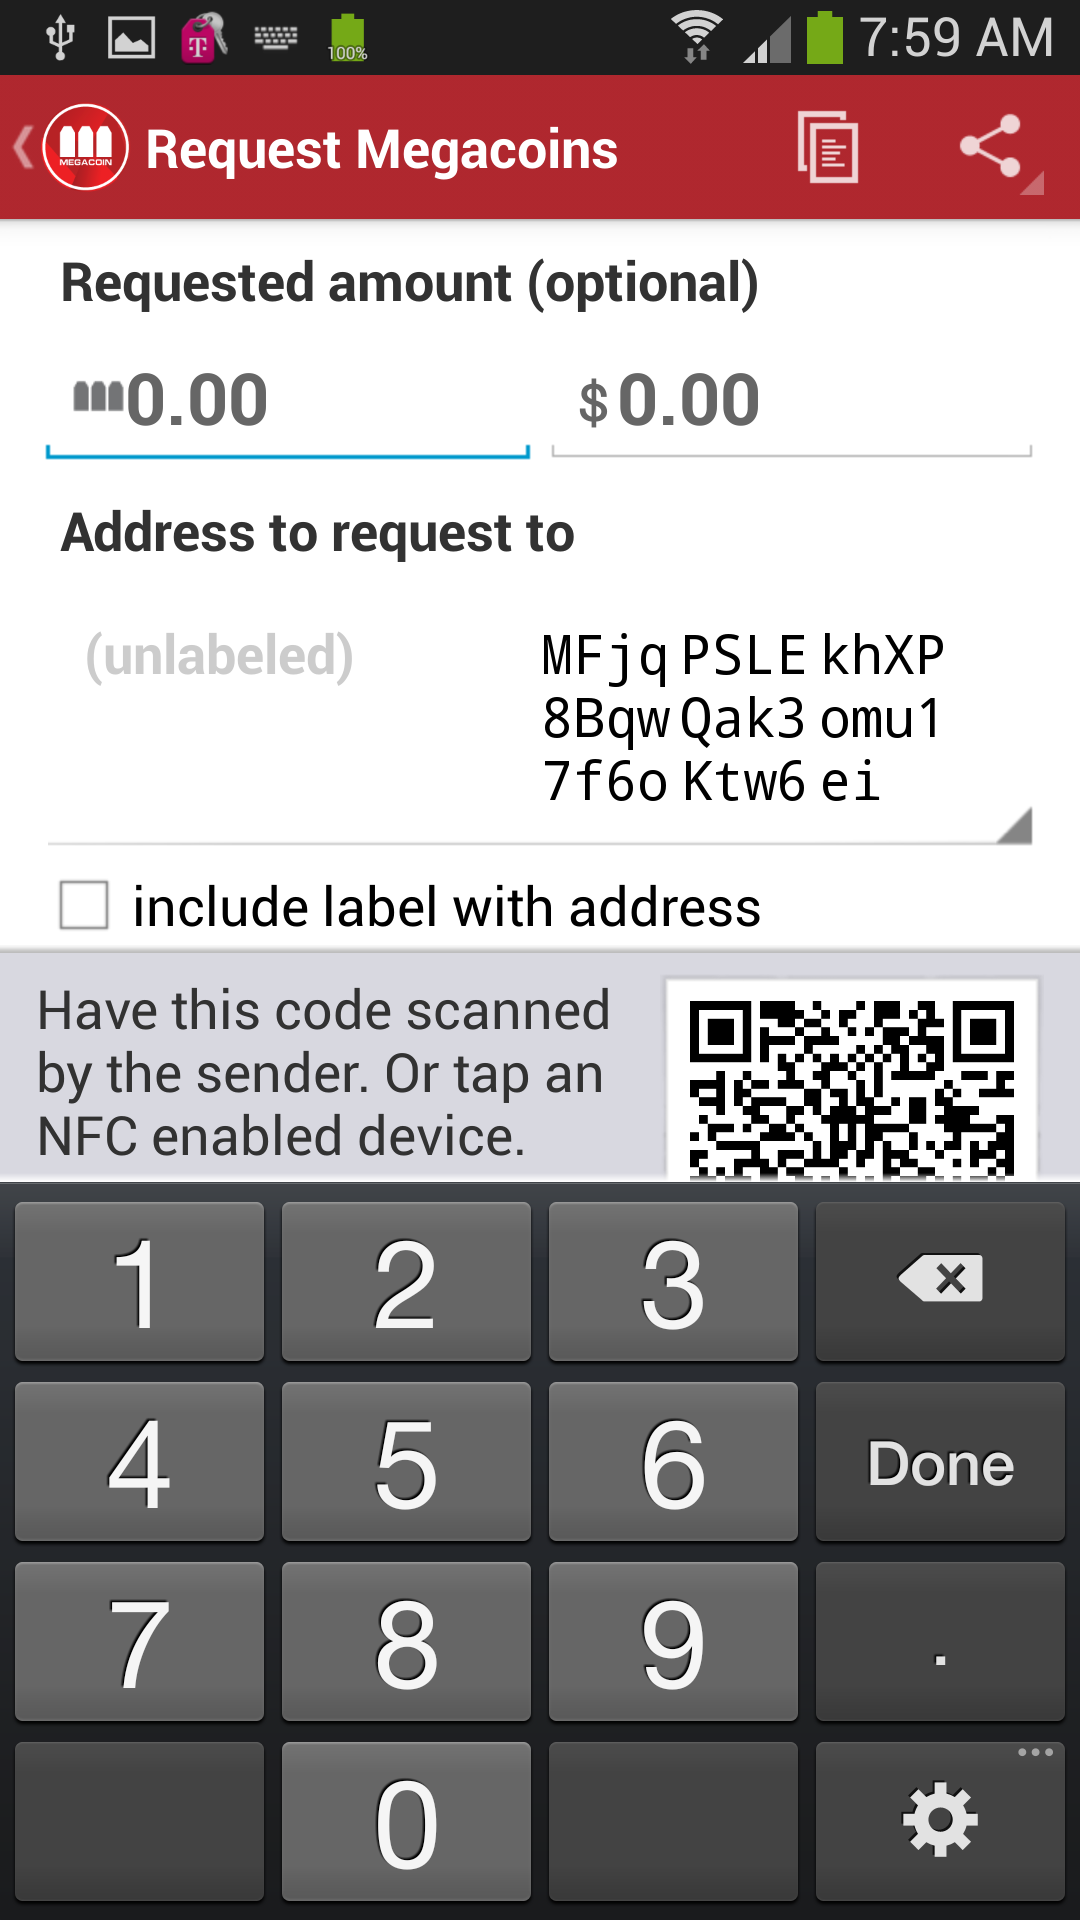 100%
T
7:59 AM
MEGACOIN
Request Megacoins
Requested amount (optional)
0.00
$0.00
Address to request to
(unlabeled)
MFjq PSLE khXP
8Bqw Qak3 omu1
7f6o Ktw6 ei
include label with address
Have this code scanned
by the sender. Or tap an
NFC enabled device.
1 2 3
4 5 6 Done
7 8 9 .
0